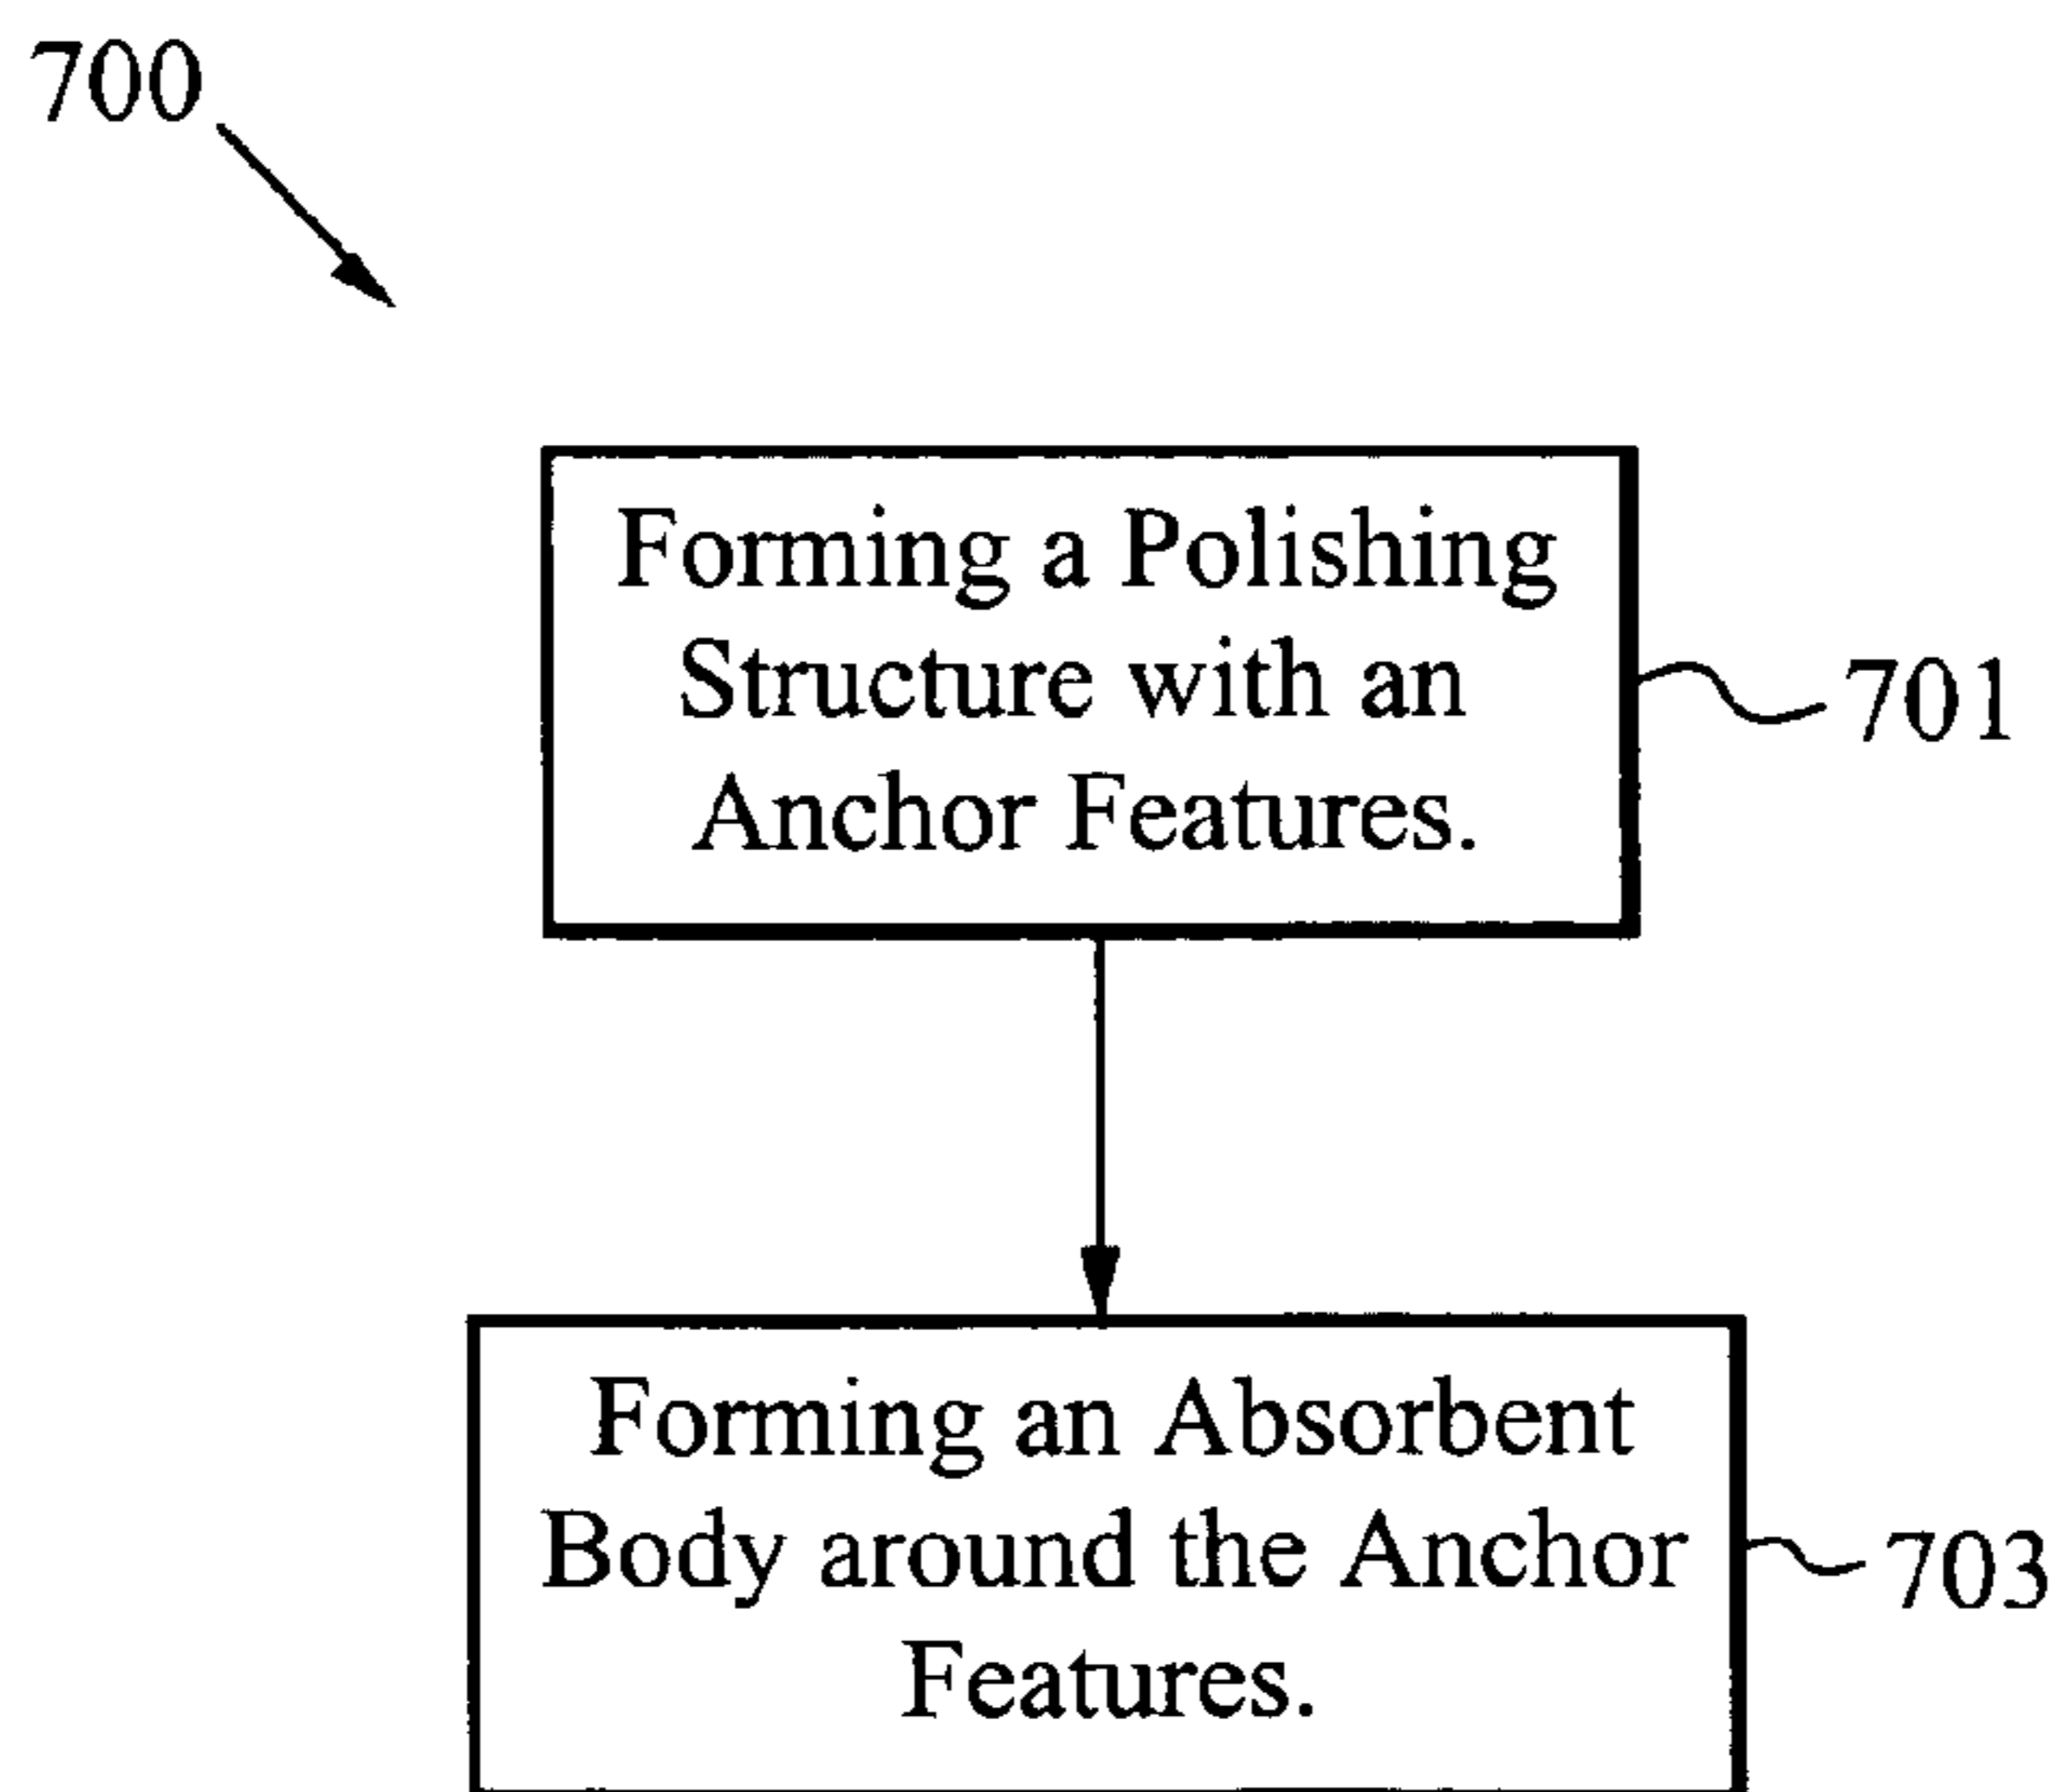 700
Forming a Polishing
Structure with an
Anchor Features.
701
Forming an Absorbent
Body around the Anchor
Features.
703